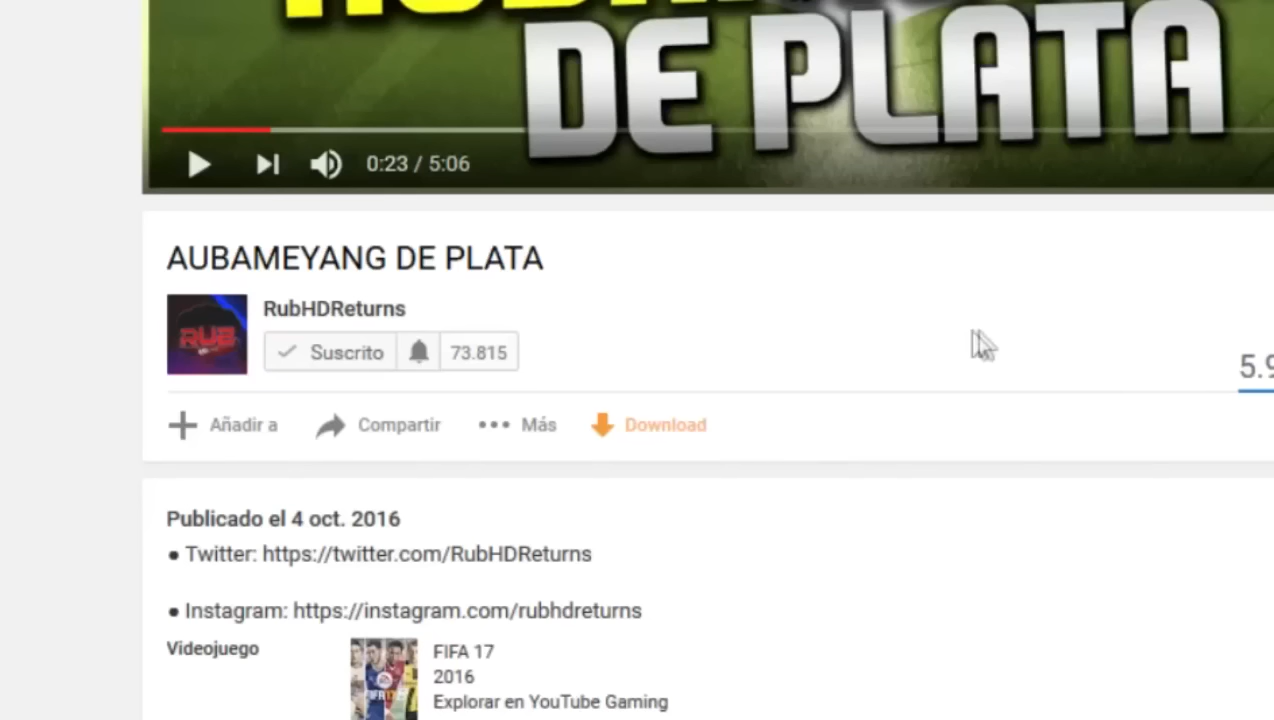 DE PLATA
0:23 / 5:06
AUBAMEYANG DE PLATA
RUB
RubHDReturns
Suscrito 73.815
Añadir a Compartir Más Download
Publicado el 4 oct. 2016
● Twitter: https://twitter.com/RubHDReturns
● Instagram: https://instagram.com/rubhdreturns
Videojuego
FIFA 17
2016
Explorar en YouTube Gaming